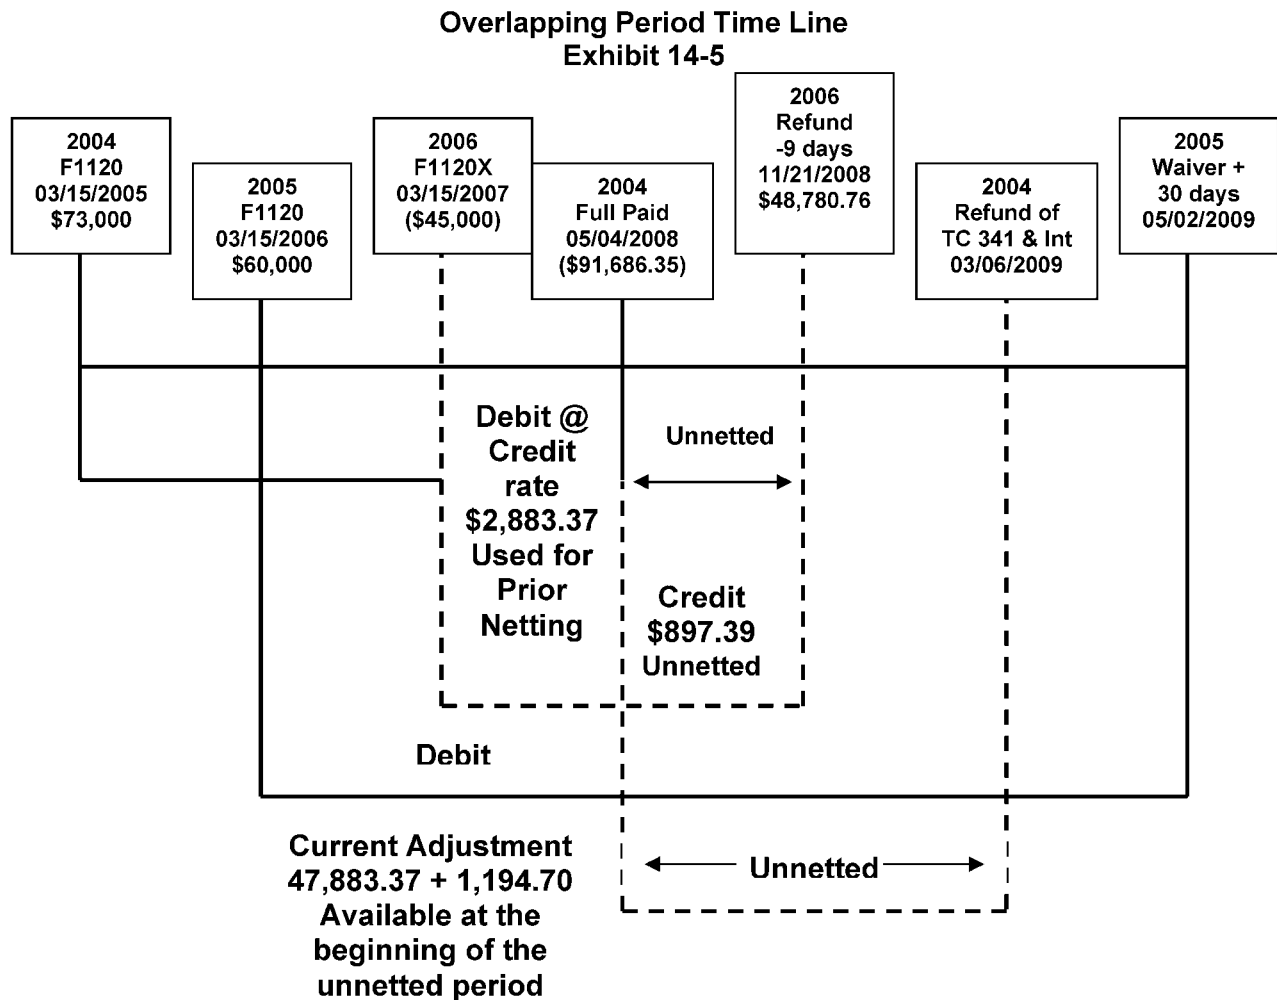 Overlapping Period Time Line
Exhibit 14-5
2004
F1120
03/15/2005
$73,000
2005
F1120
03/15/2006
$60,000
2006
F1120X
03/15/2007
($45,000)
2004
Full Paid
05/04/2008
($91,686.35)
2006
Refund
-9 days
11/21/2008
$48,780.76
2004
Refund of
TC 341 & Int
03/06/2009
2005
Waiver +
30 days
05/02/2009
Debit @
Credit
rate
$2,883.37
Used for
Prior
Netting
Unnetted
Credit
$897.39
Unnetted
Debit
Current Adjustment
47,883.37 + 1,194.70
Available at the
beginning of the
unnetted period
Unnetted